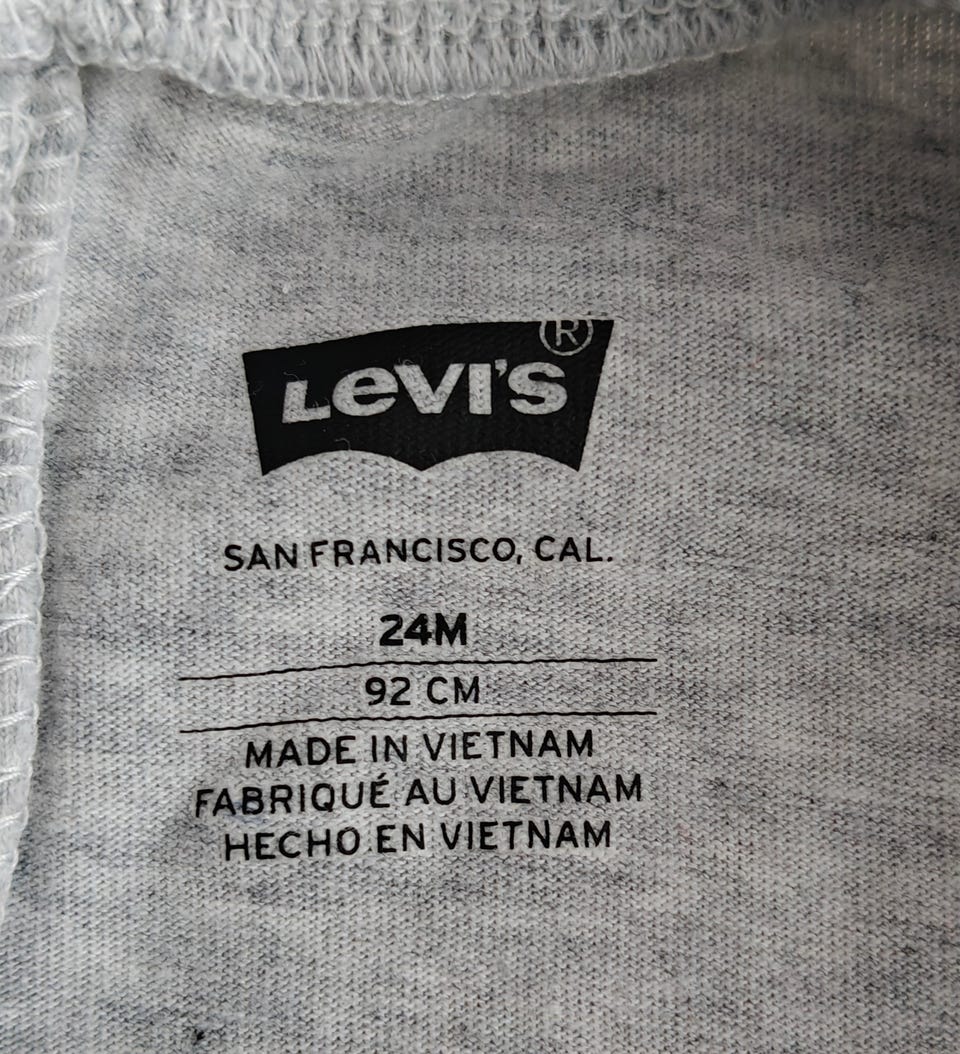 LEVI'S ®
SAN FRANCISCO, CAL.
24M
92 CM
MADE IN VIETNAM
FABRIQUÉ AU VIETNAM
HECHO EN VIETNAM